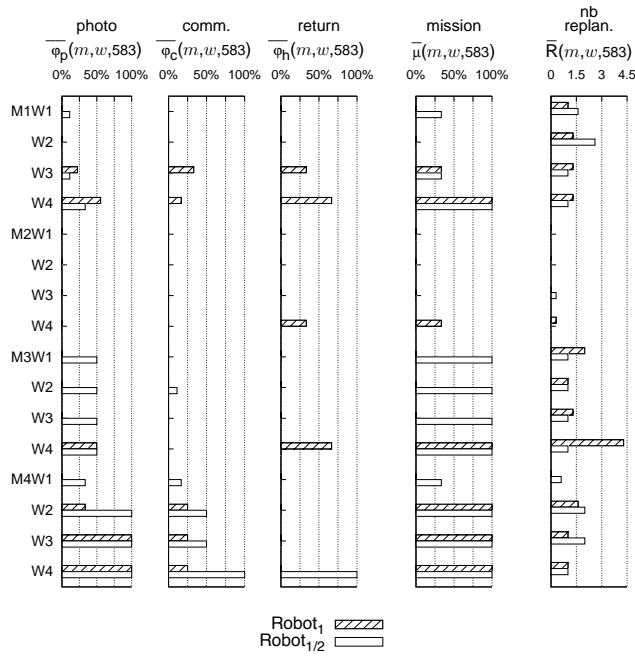 photo comm. return mission nb replan.
φp(m,w,583) φc(m,w,583) φh(m,w,583) μ(m,w,583) R(m,w,583)
0% 50% 100% 0% 50% 100% 0% 50% 100% 0% 50% 100% 0 1.5 3 4.5
M1W1
W2
W3
W4
M2W1
W2
W3
W4
M3W1
W2
W3
W4
M4W1
W2
W3
W4
Robot1
Robot1/2